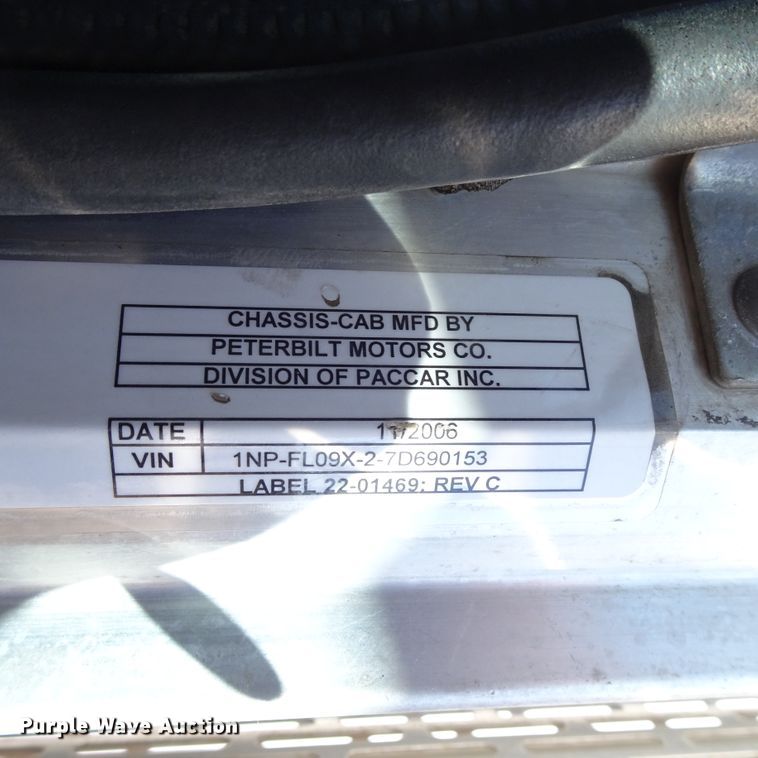 CHASSIS-CAB MFD BY
PETERBILT MOTORS CO.
DIVISION OF PACCAR INC.
DATE 11/2006
VIN 1NP-FL09X-2-7D690153
LABEL 22-01469: REV C
Purple Wave Auction